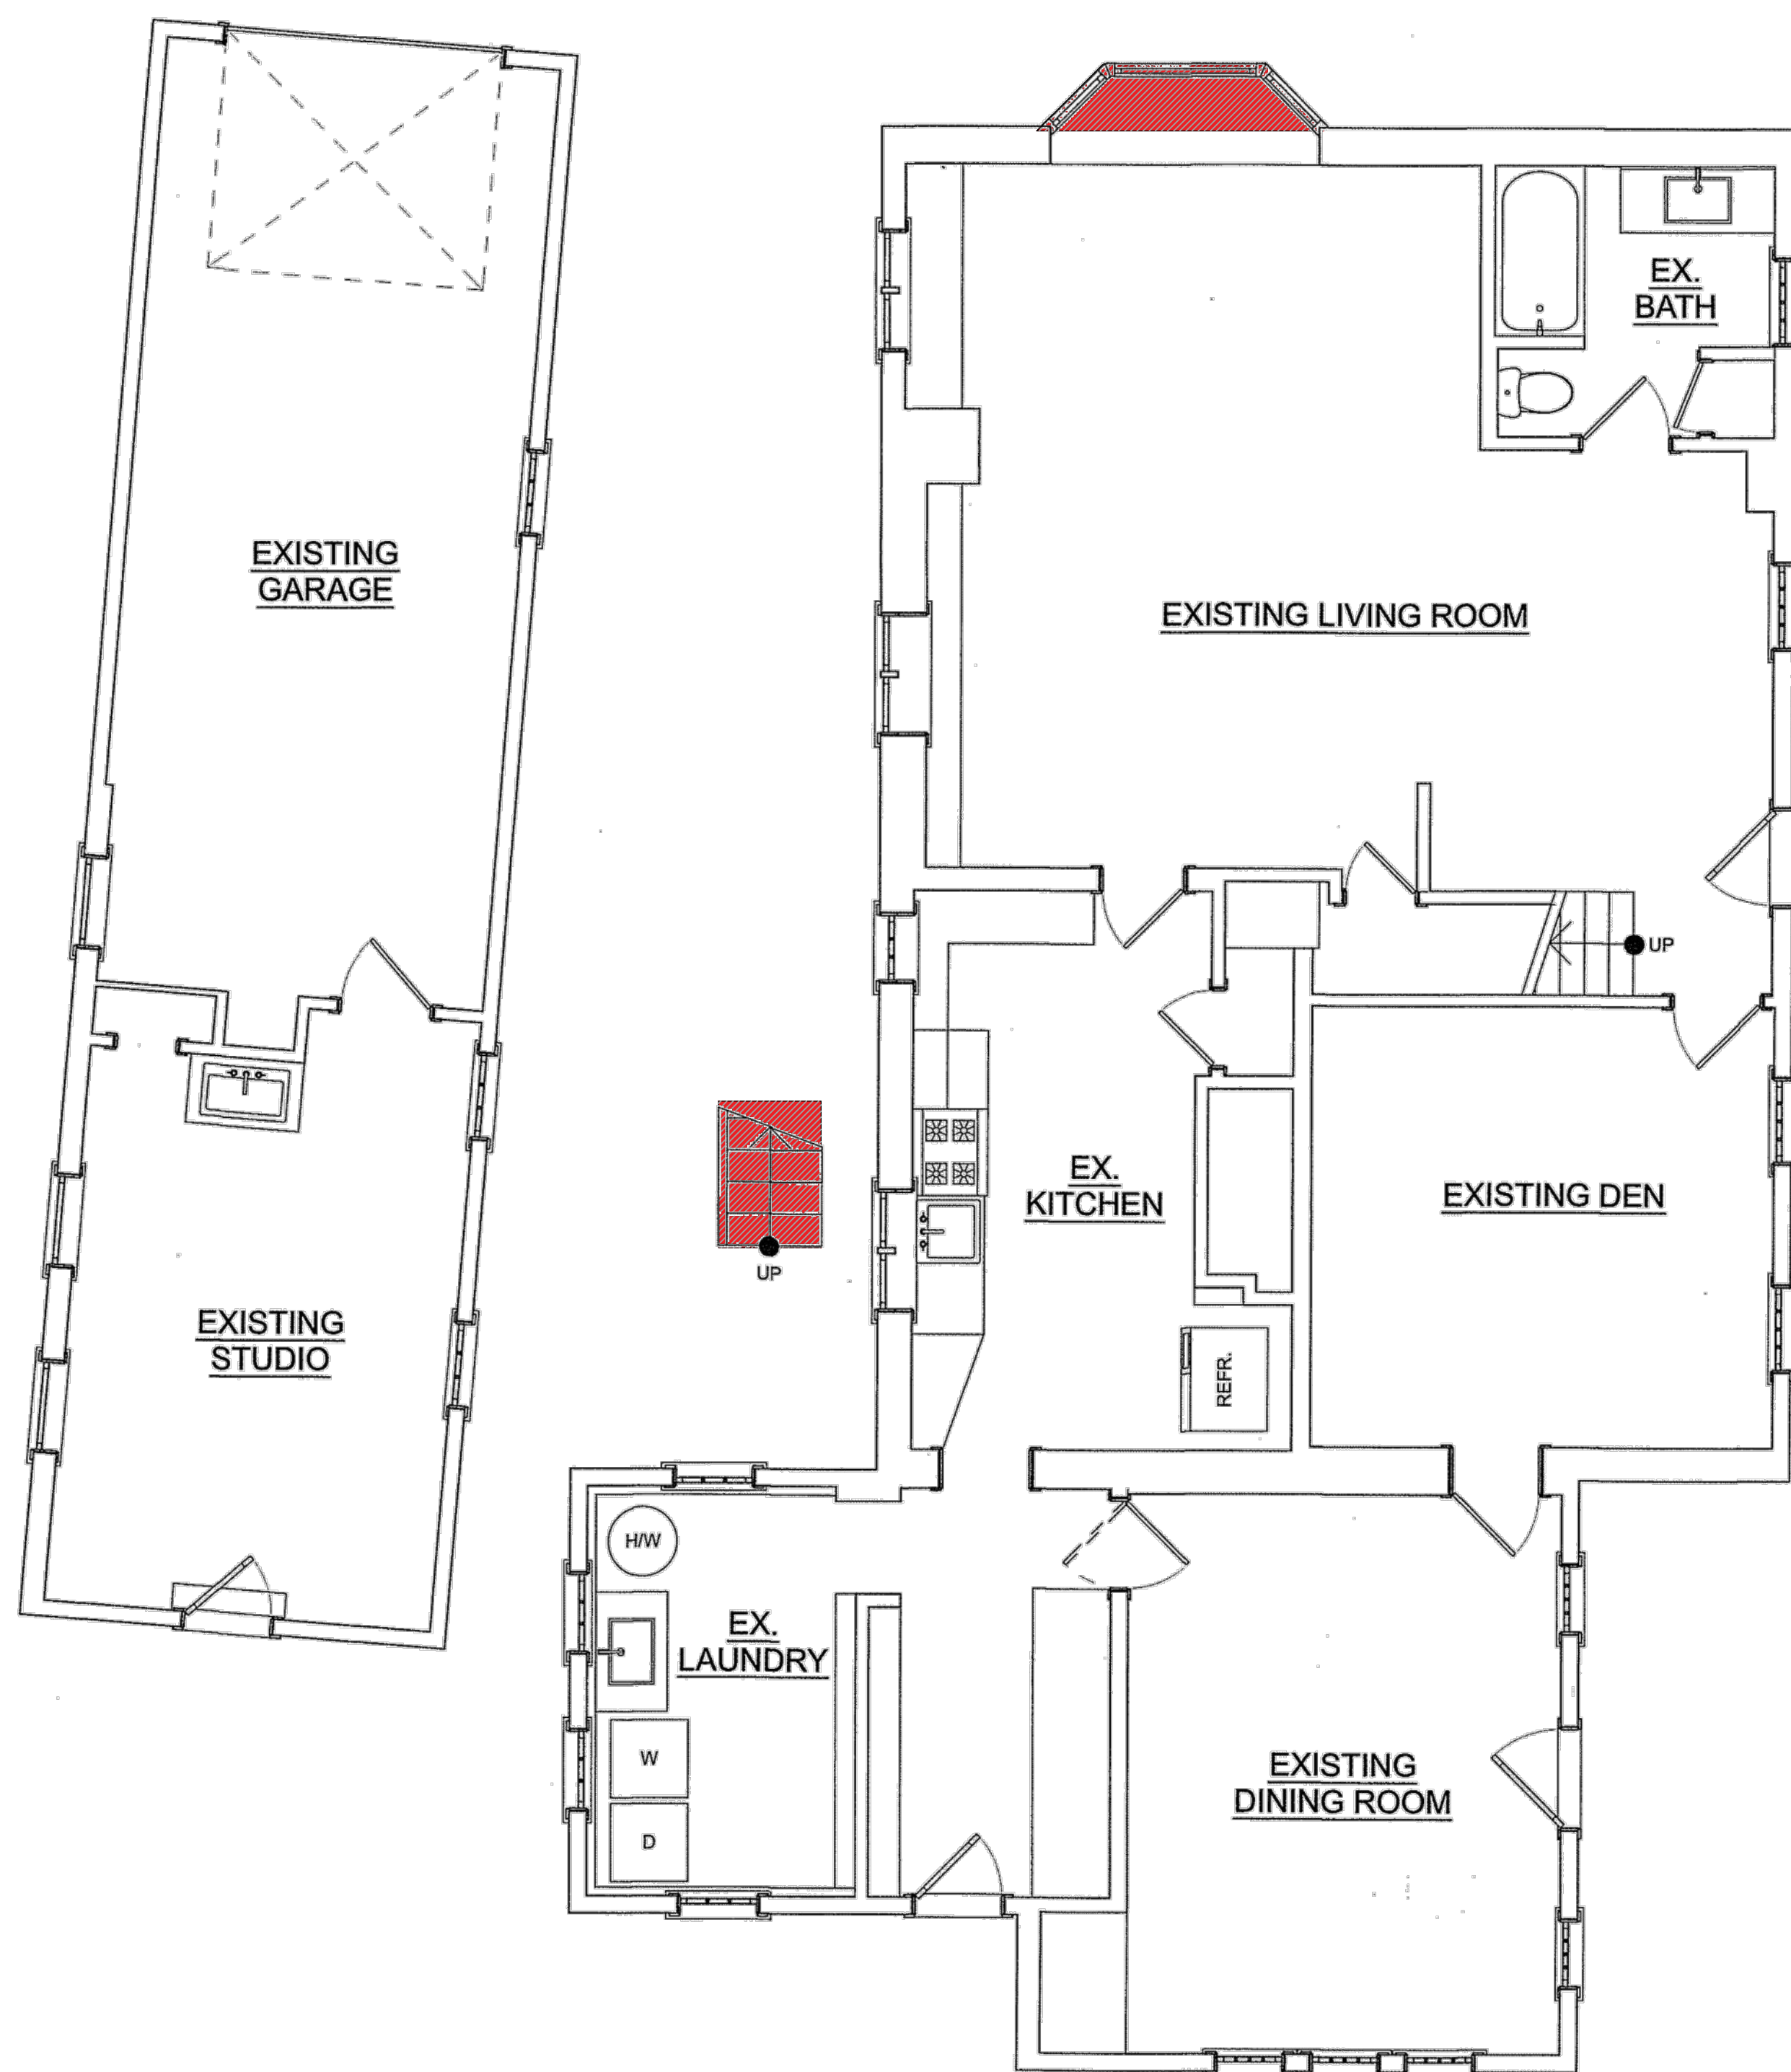 EX.
BATH
EXISTING
GARAGE
EXISTING LIVING ROOM
UP
EX.
KITCHEN
EXISTING DEN
UP
EXISTING
STUDIO
REFR.
H/W
EX.
LAUNDRY
W
D
EXISTING
DINING ROOM